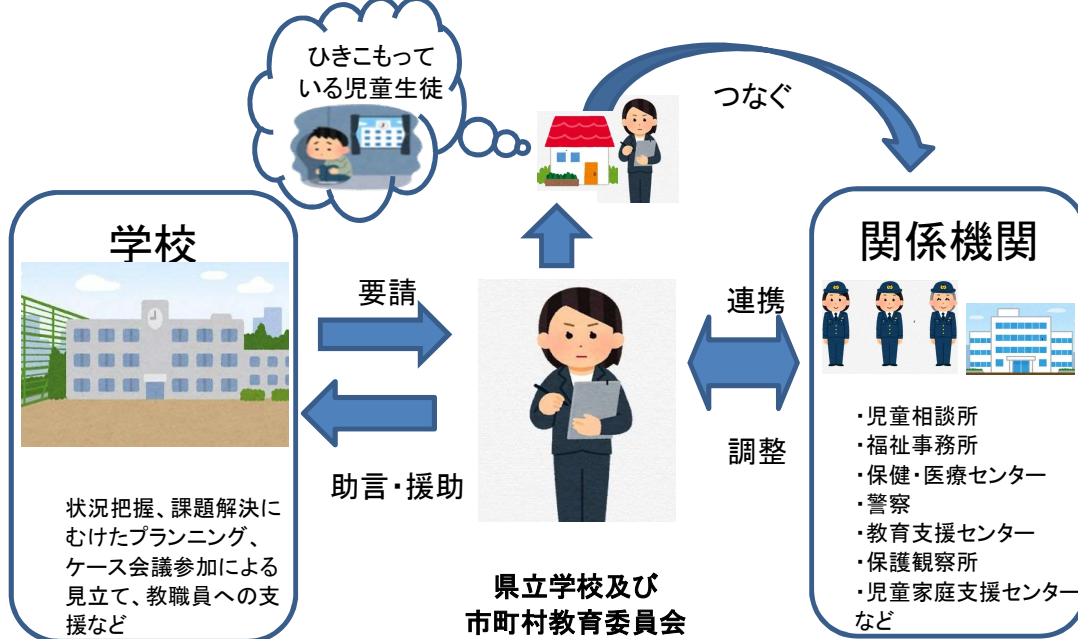 ひきこもって
いる児童生徒
つなぐ
学校
要請
助言・援助
状況把握、課題解決に
むけたプランニング、
ケース会議参加による
見立て、教職員への支
援など
県立学校及び
市町村教育委員会
連携
調整
関係機関
・児童相談所
・福祉事務所
・保健・医療センター
・警察
・教育支援センター
・保護観察所
・児童家庭支援センター
など